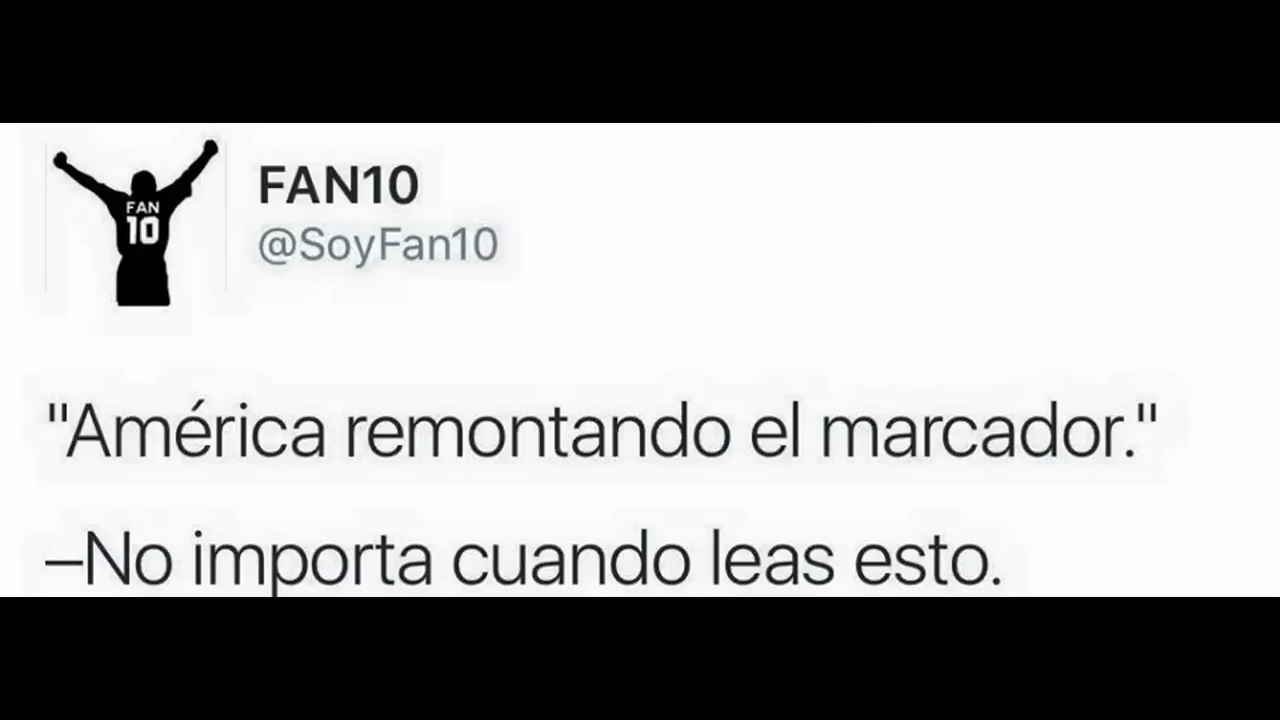 FAN
10
FAN10
@SoyFan10
"América remontando el marcador."
–No importa cuando leas esto.